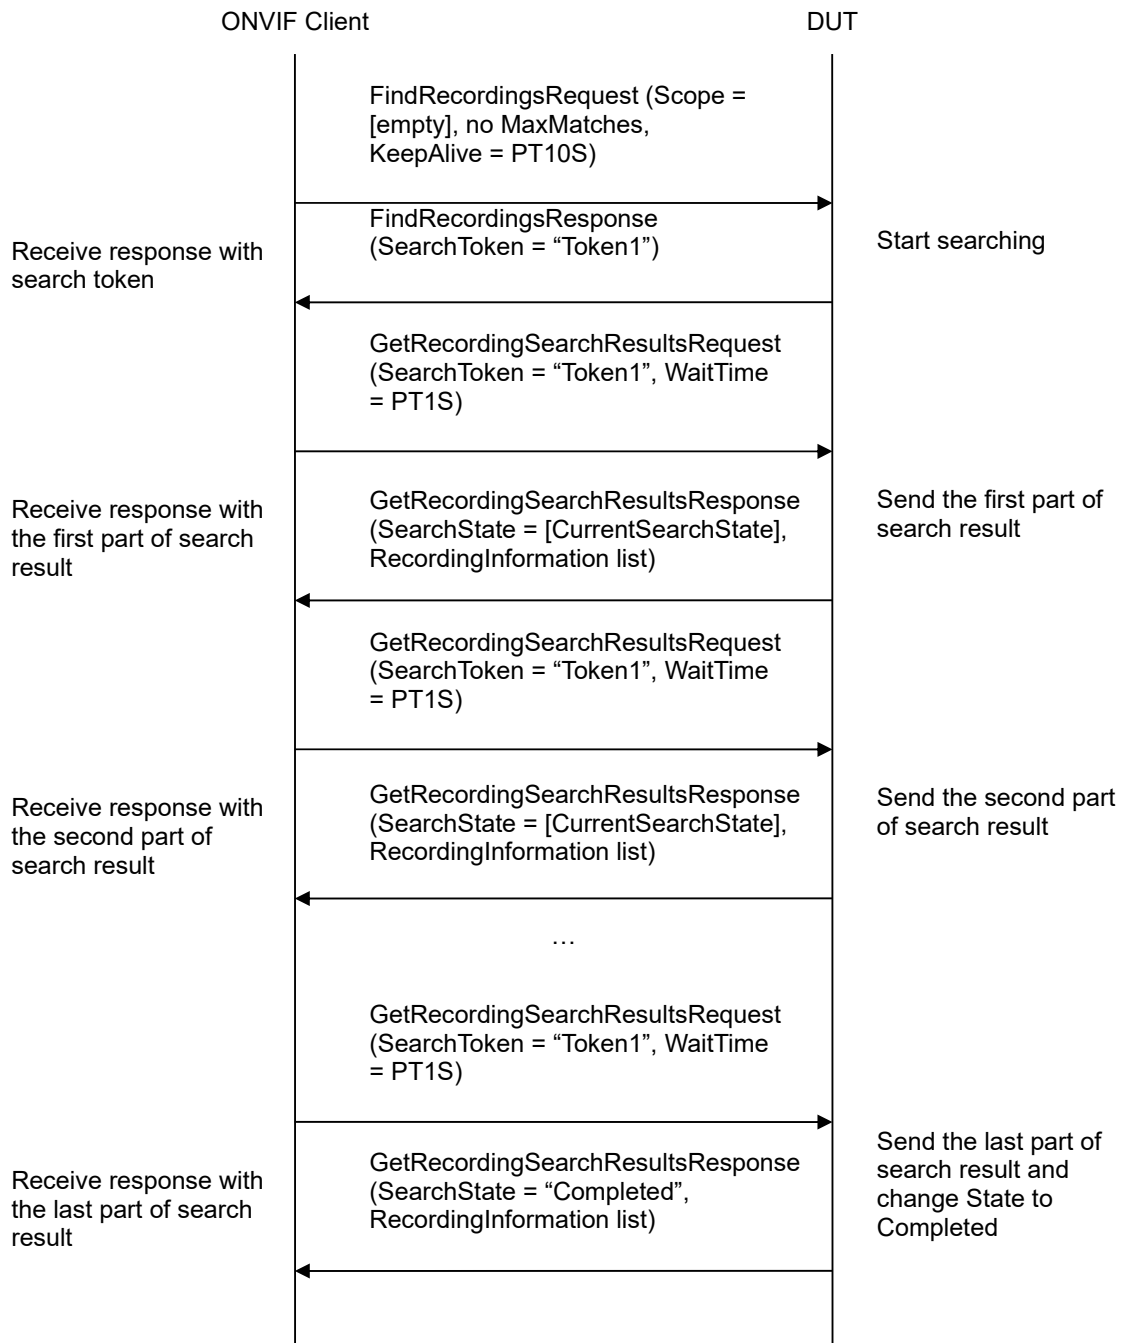 ONVIF Client
DUT
FindRecordingsRequest (Scope =
[empty], no MaxMatches,
KeepAlive = PT10S)
FindRecordingsResponse
(SearchToken = “Token1”)
Receive response with
search token
Start searching
GetRecordingSearchResultsRequest
(SearchToken = “Token1”, WaitTime
= PT1S)
Receive response with
the first part of search
result
GetRecordingSearchResultsResponse
(SearchState = [CurrentSearchState],
RecordingInformation list)
Send the first part of
search result
GetRecordingSearchResultsRequest
(SearchToken = “Token1”, WaitTime
= PT1S)
Receive response with
the second part of
search result
GetRecordingSearchResultsResponse
(SearchState = [CurrentSearchState],
RecordingInformation list)
Send the second part
of search result
…
GetRecordingSearchResultsRequest
(SearchToken = “Token1”, WaitTime
= PT1S)
Receive response with
the last part of search
result
GetRecordingSearchResultsResponse
(SearchState = “Completed”,
RecordingInformation list)
Send the last part of
search result and
change State to
Completed